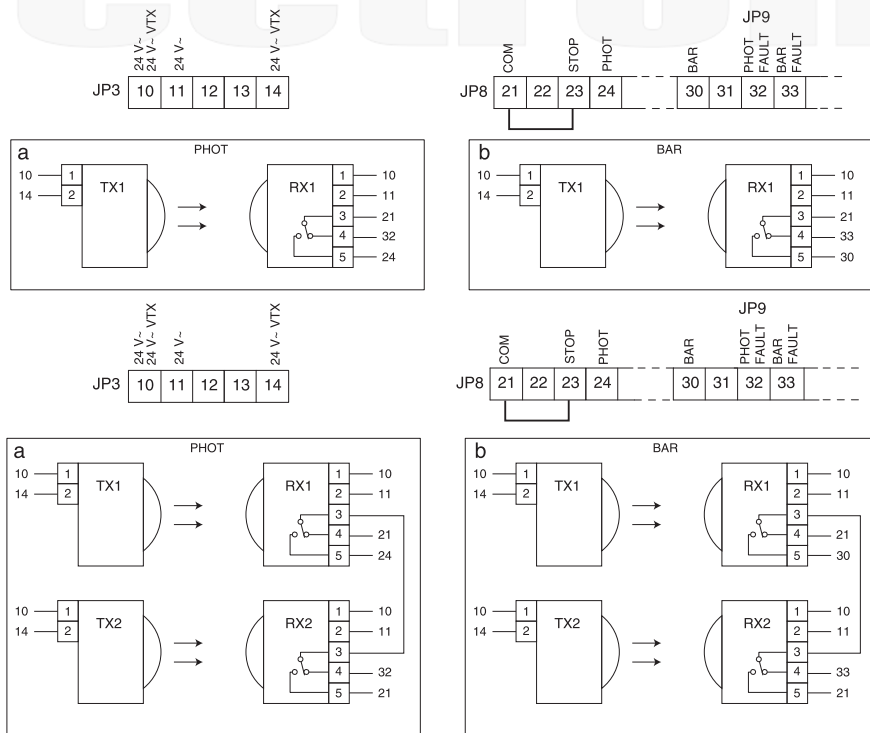 JP9
24 V~
24 V~ VTX
24 V~
24 V~ VTX
COM
STOP
PHOT
BAR
PHOT
FAULT
BAR
FAULT
JP3 10 11 12 13 14
JP8 21 22 23 24 30 31 32 33
a PHOT
10 1 TX1 RX1 1 10
14 2 2 11
3 21
4 32
5 24
b BAR
10 1 TX1 RX1 1 10
14 2 2 11
3 21
4 33
5 30
JP9
24 V~
24 V~ VTX
24 V~
24 V~ VTX
COM
STOP
PHOT
BAR
PHOT
FAULT
BAR
FAULT
JP3 10 11 12 13 14
JP8 21 22 23 24 30 31 32 33
a PHOT
10 1 TX1 RX1 1 10
14 2 2 11
3
4 21
5 24
10 1 TX2 RX2 1 10
14 2 2 11
3
4 32
5 21
b BAR
10 1 TX1 RX1 1 10
14 2 2 11
3
4 21
5 30
10 1 TX2 RX2 1 10
14 2 2 11
3
4 33
5 21